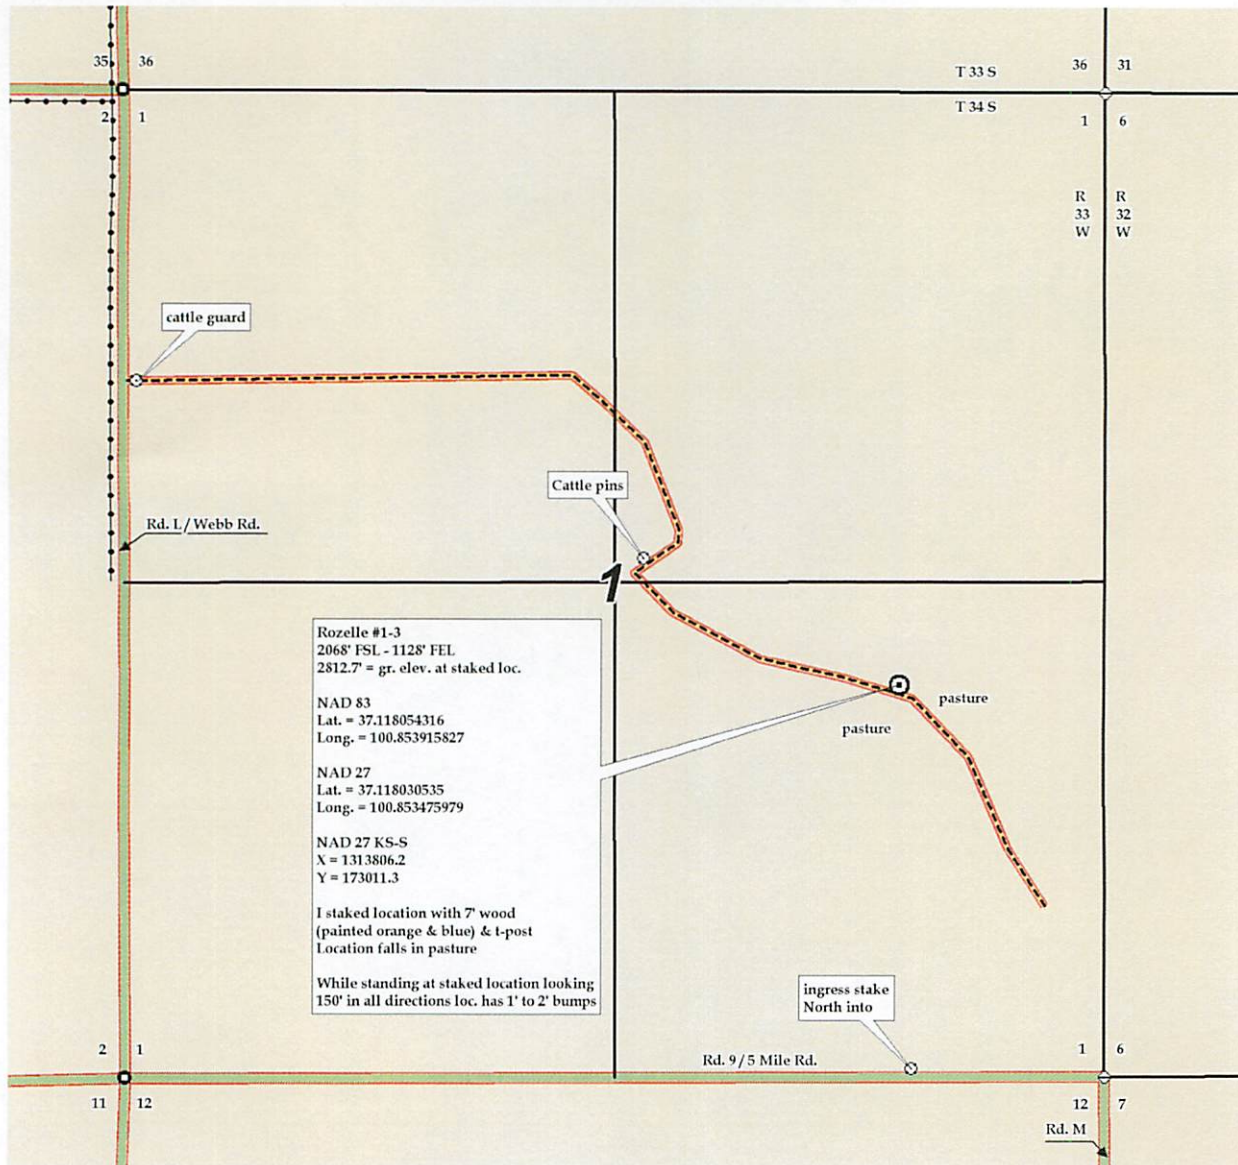 35 36
T 33 S
36 31
2 1
T 34 S
1 6
R R
33 32
W W
cattle guard
Cattle pins
Rd. L / Webb Rd.
1
Rozelle #1-3
2068' FSL - 1128' FEL
2812.7' = gr. elev. at staked loc.
NAD 83
Lat. = 37.118054316
Long. = 100.853915827
NAD 27
Lat. = 37.118030535
Long. = 100.853475979
NAD 27 KS-S
X = 1313806.2
Y = 173011.3
I staked location with 7' wood
(painted orange & blue) & t-post
Location falls in pasture
While standing at staked location looking
150' in all directions loc. has 1' to 2' bumps
pasture
pasture
ingress stake
North into
2 1
Rd. 9 / 5 Mile Rd.
1 6
11 12
12 7
Rd. M